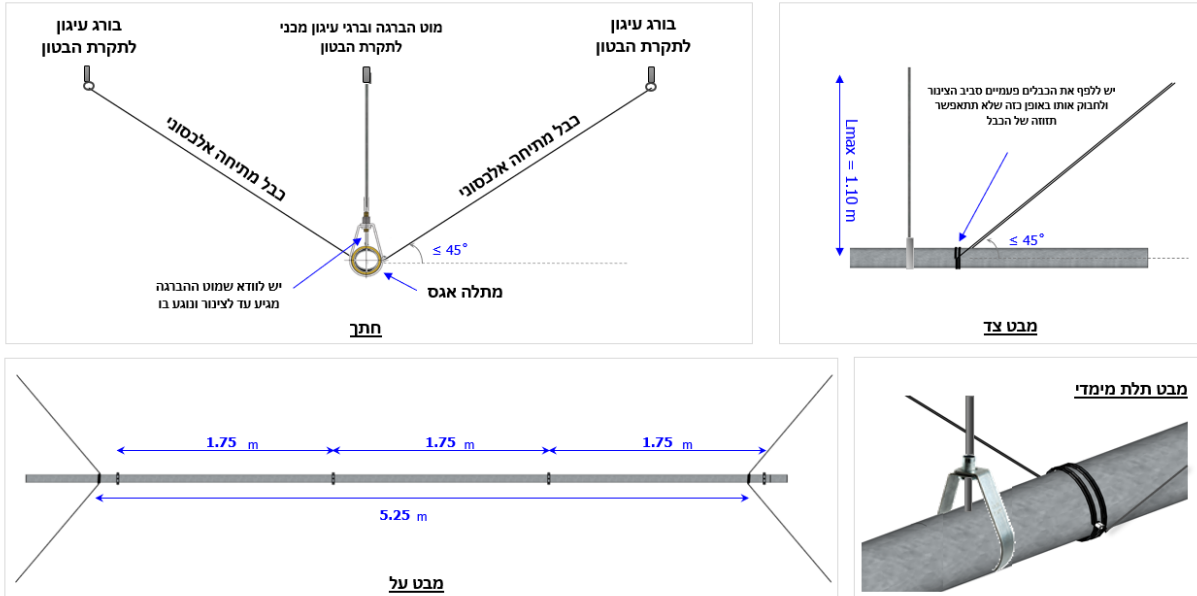 בורג עיגון
לתקרת הבטון
מוט הברגה וברגי עיגון מכני
לתקרת הבטון
בורג עיגון
לתקרת הבטון
כבל מתיחה אלכסוני
כבל מתיחה אלכסוני
≤ 45°
יש לוודא שמוט ההברגה
מגיע עד לצינור ונוגע בו
מתלה אגס
חתך
Lmax = 1.10 m
יש ללפף את הכבלים פעמיים סביב הצינור
ולחבוק אותו באופן כזה שלא תתאפשר
תזוזה של הכבל
≤ 45°
מבט צד
1.75 m
1.75 m
1.75 m
5.25 m
מבט על
מבט תלת מימדי